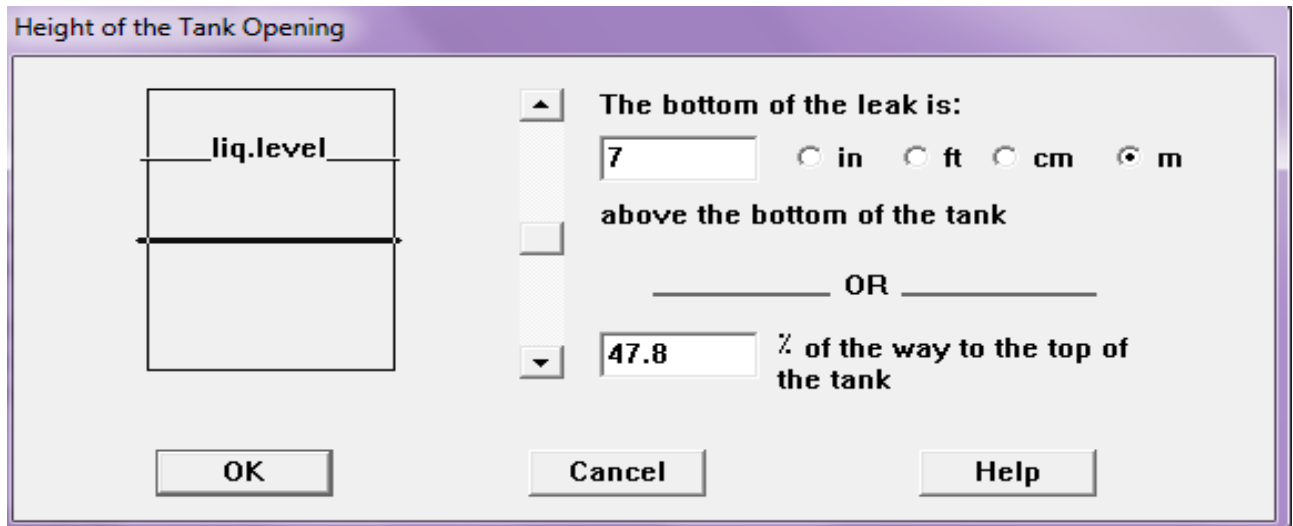 Height of the Tank Opening
liq.level
The bottom of the leak is:
7 in ft cm m
above the bottom of the tank
OR
47.8 % of the way to the top of
the tank
OK Cancel Help